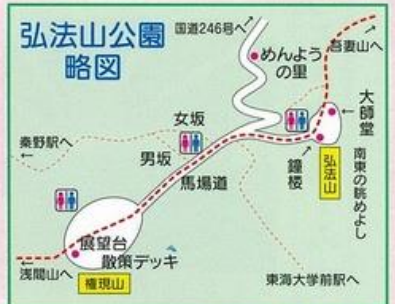 弘法山公園
略図
国道246号へ
吾妻山へ
めんよう
の里
大師堂
女坂
秦野駅へ
男坂
鐘楼
弘法山
南東の眺めよし
馬場道
展望台
散策デッキ
浅間山へ
権現山
東海大学前駅へ